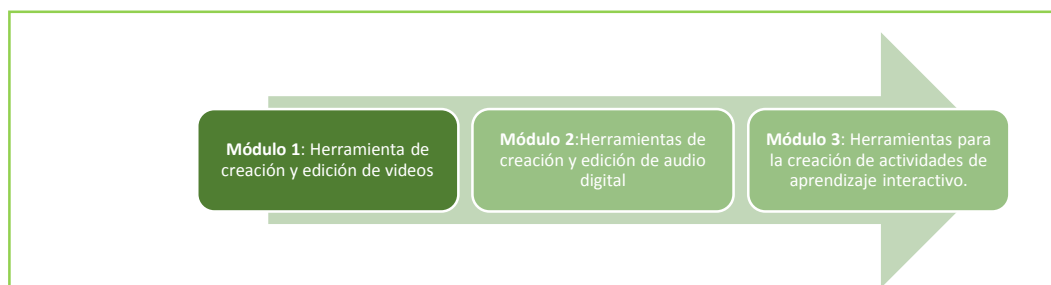 Módulo 1: Herramienta de
creación y edición de videos
Módulo 2:Herramientas de
creación y edición de audio
digital
Módulo 3: Herramientas para
la creación de actividades de
aprendizaje interactivo.